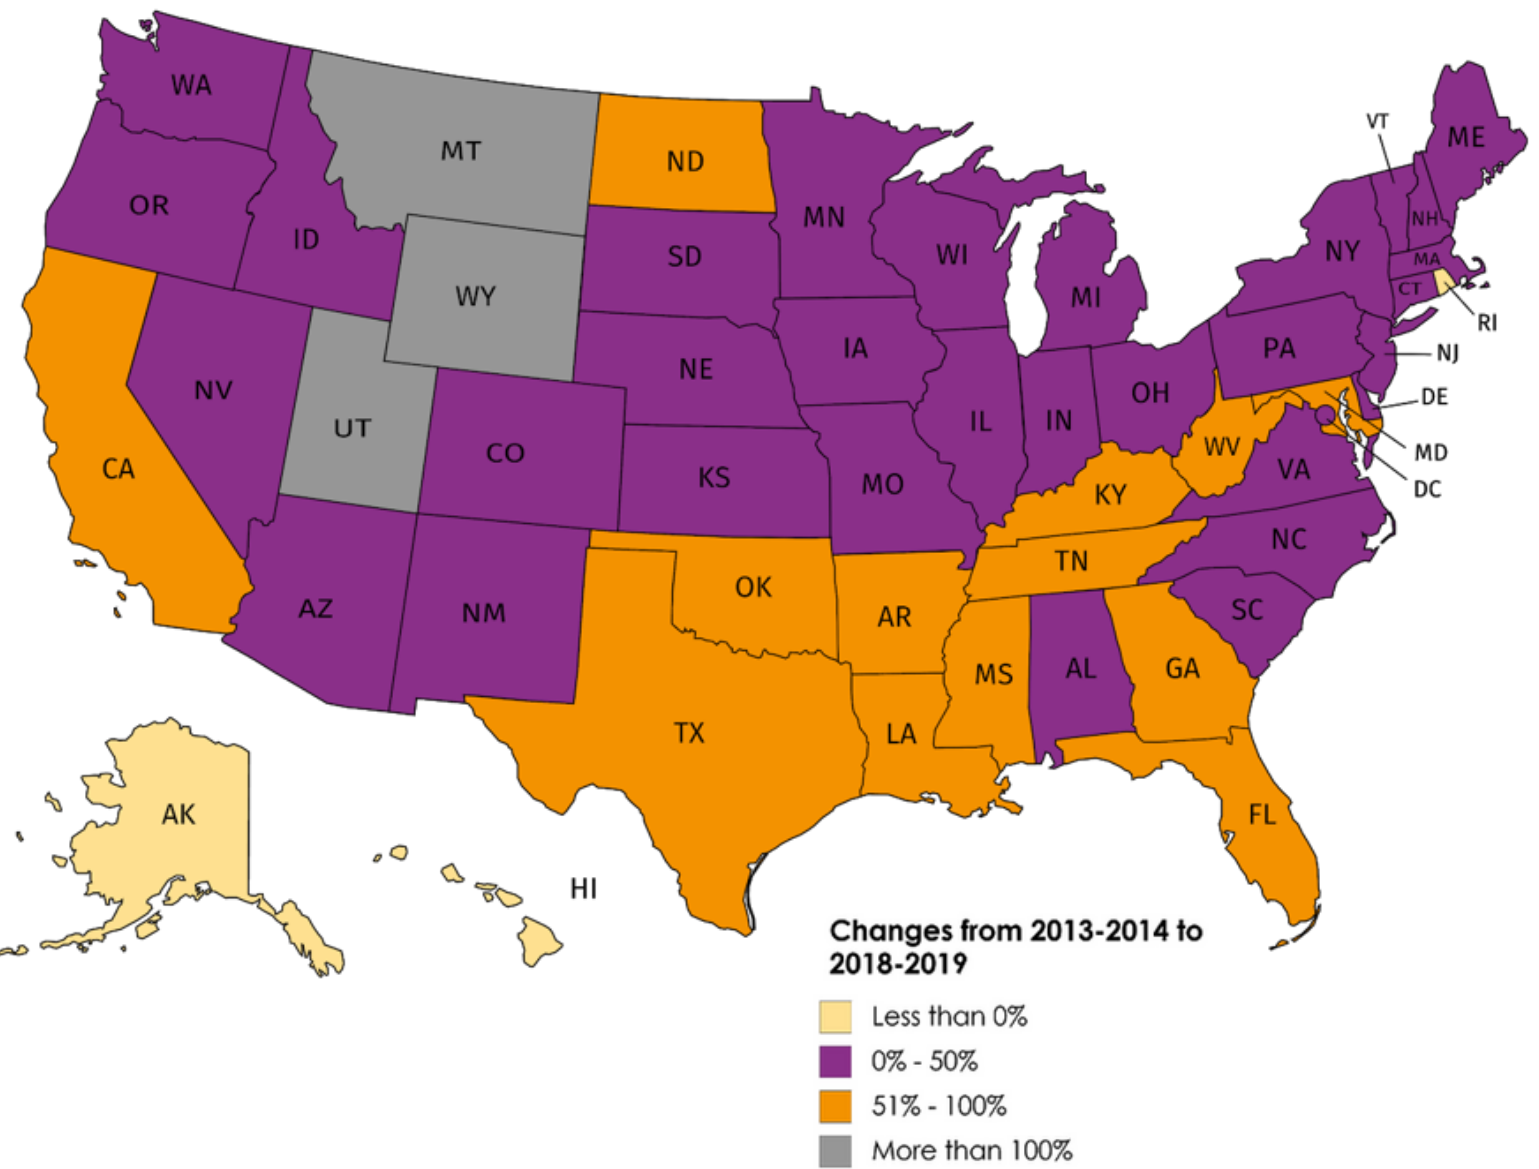 WA
MT
ND
VT
ME
OR
ID
MN
NH
SD
WI
NY
MA
WY
MI
CT
RI
IA
PA
NJ
NE
NV
OH
DE
UT
IL
IN
CO
WV
MD
CA
KS
MO
KY
VA
DC
NC
TN
OK
AZ
NM
AR
SC
MS
AL
GA
TX
LA
AK
FL
HI
Changes from 2013-2014 to
2018-2019
Less than 0%
0% - 50%
51% - 100%
More than 100%